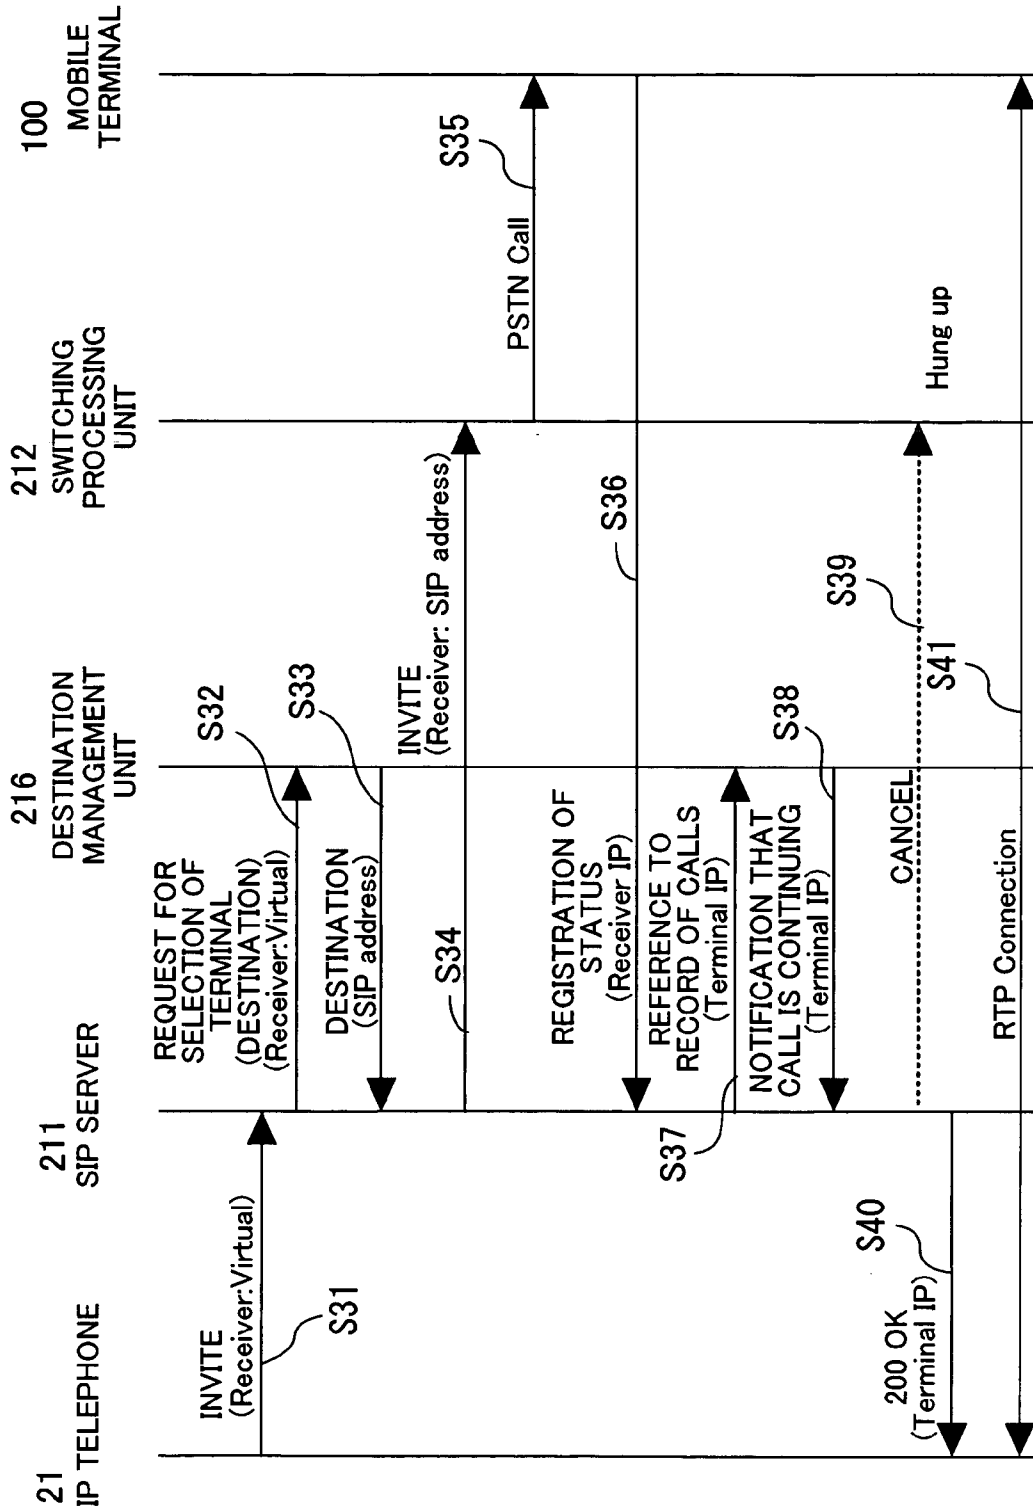 21
IP TELEPHONE
211
SIP SERVER
216
DESTINATION
MANAGEMENT
UNIT
212
SWITCHING
PROCESSING
UNIT
100
MOBILE
TERMINAL
INVITE
(Receiver:Virtual)
S31
REQUEST FOR
SELECTION OF
TERMINAL
(DESTINATION)
(Receiver:Virtual)
S32
DESTINATION
(SIP address)
S33
INVITE
(Receiver: SIP address)
S34
PSTN Call
S35
REGISTRATION OF
STATUS
(Receiver IP)
S36
REFERENCE TO
RECORD OF CALLS
(Terminal IP)
S37
NOTIFICATION THAT
CALL IS CONTINUING
(Terminal IP)
S38
CANCEL
S39
Hung up
200 OK
(Terminal IP)
S40
RTP Connection
S41